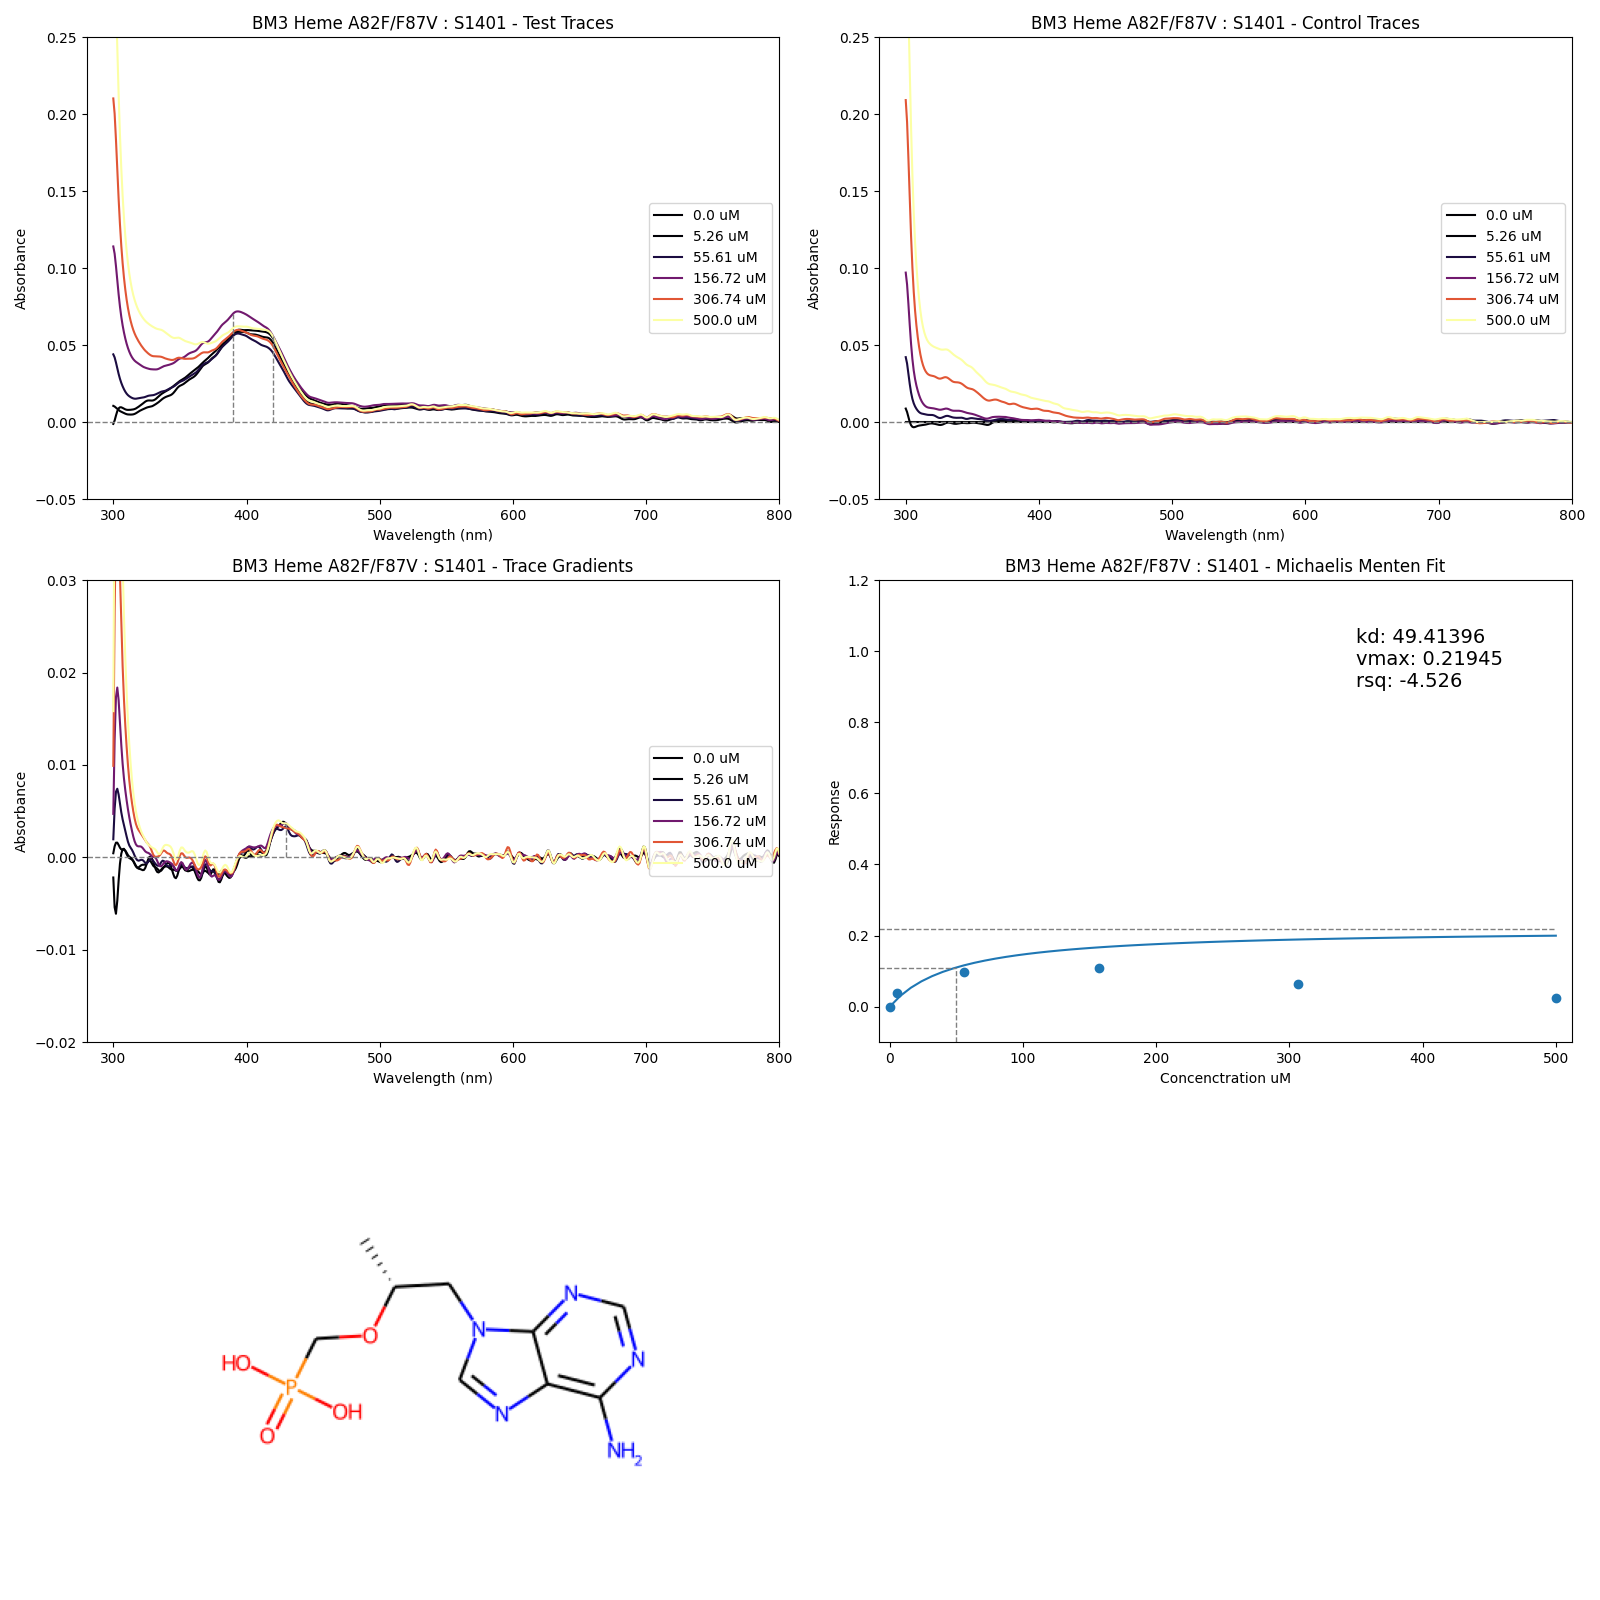 BM3 Heme A82F/F87V : S1401 - Test Traces
0.25
0.20
0.15
0.10
0.05
0.00
−0.05
Absorbance
300
400
500
600
700
800
Wavelength (nm)
0.0 uM
5.26 uM
55.61 uM
156.72 uM
306.74 uM
500.0 uM
BM3 Heme A82F/F87V : S1401 - Control Traces
0.25
0.20
0.15
0.10
0.05
0.00
−0.05
Absorbance
300
400
500
600
700
800
Wavelength (nm)
0.0 uM
5.26 uM
55.61 uM
156.72 uM
306.74 uM
500.0 uM
BM3 Heme A82F/F87V : S1401 - Trace Gradients
0.03
0.02
0.01
0.00
−0.01
−0.02
Absorbance
300
400
500
600
700
800
Wavelength (nm)
0.0 uM
5.26 uM
55.61 uM
156.72 uM
306.74 uM
500.0 uM
BM3 Heme A82F/F87V : S1401 - Michaelis Menten Fit
1.2
1.0
0.8
0.6
0.4
0.2
0.0
Response
0
100
200
300
400
500
Concenctration uM
kd: 49.41396
vmax: 0.21945
rsq: -4.526
N
N
O
N
HO
P
OH
N
O
NH2